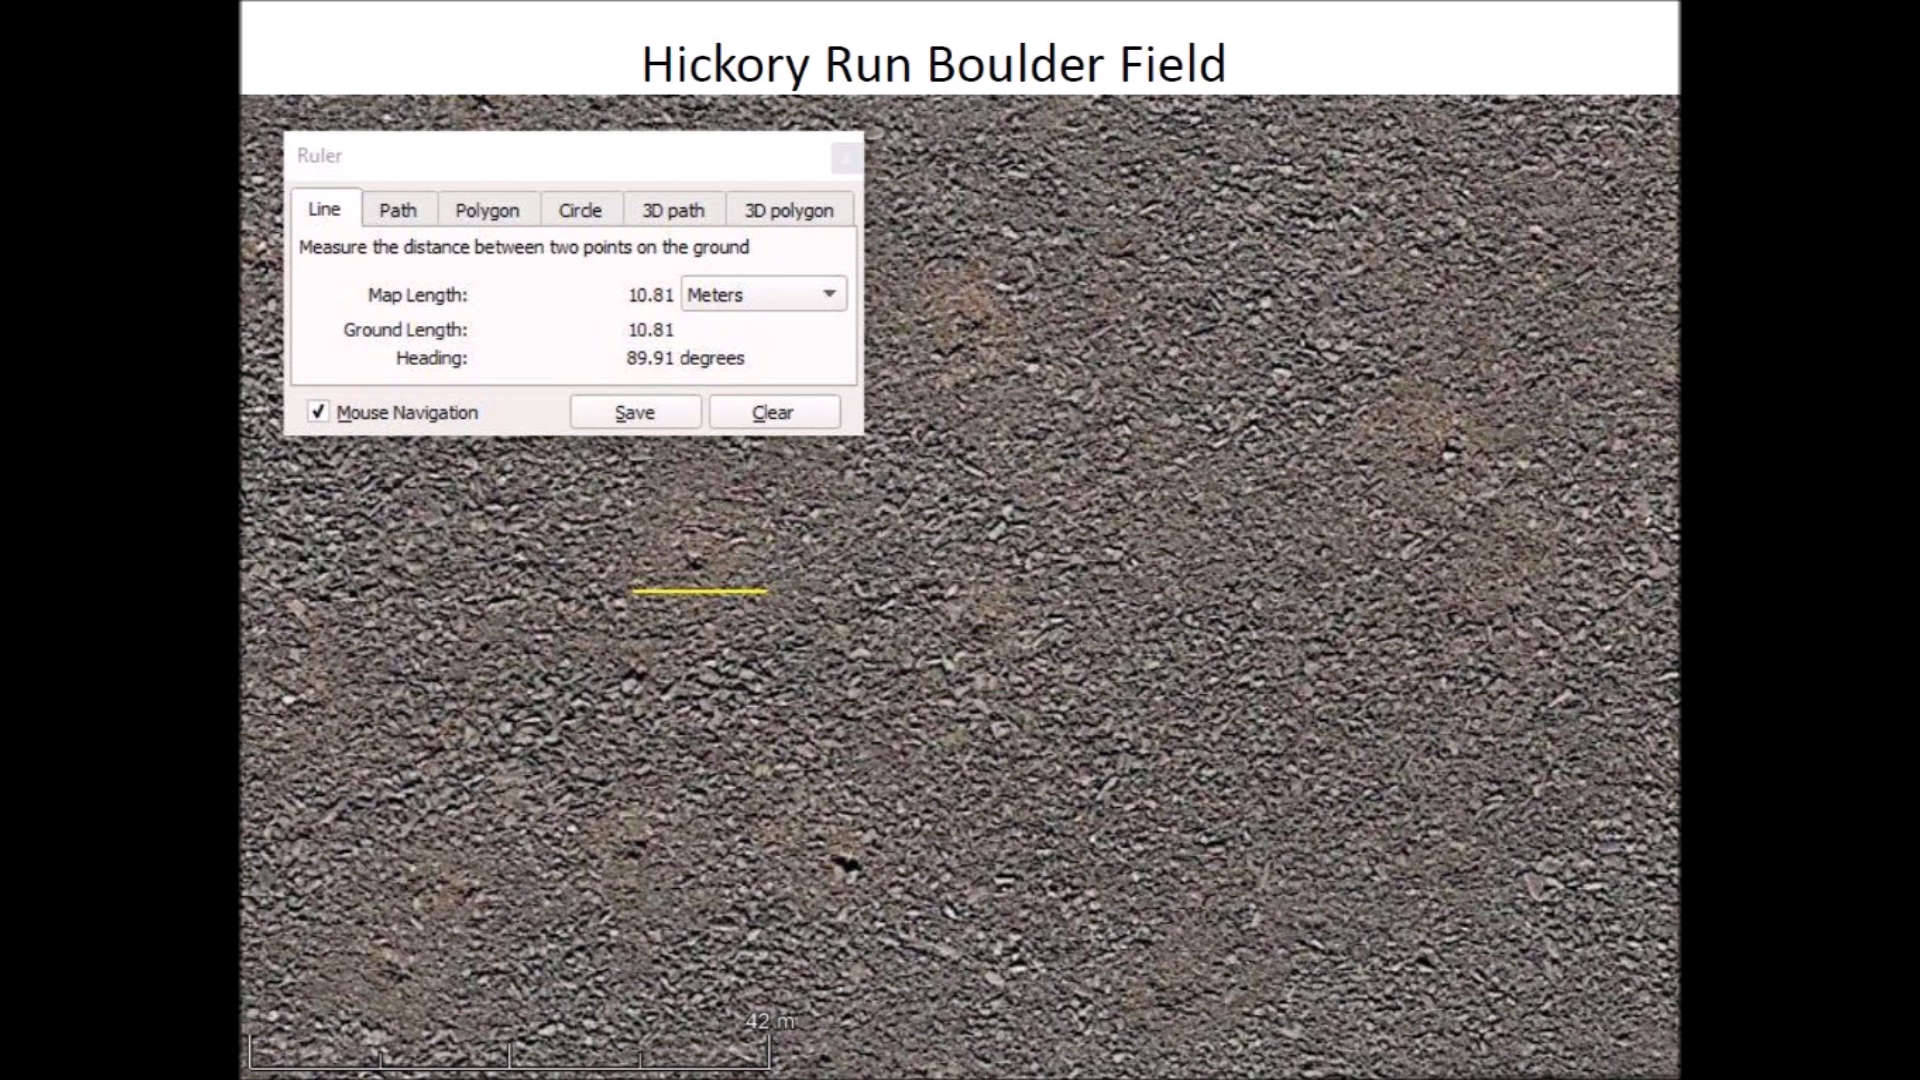 Hickory Run Boulder Field
Ruler
Line Path Polygon Circle 3D path 3D polygon
Measure the distance between two points on the ground
Map Length: 10.81 Meters
Ground Length: 10.81
Heading: 89.91 degrees
Mouse Navigation Save Clear
42 m